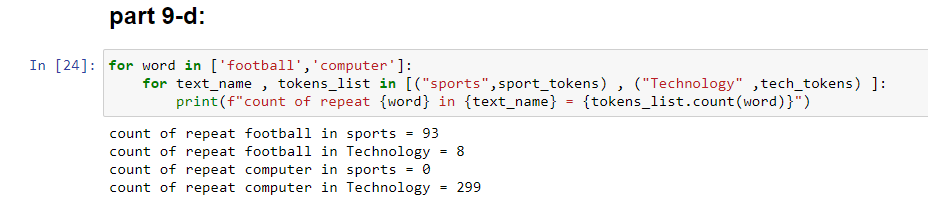 part 9-d:
In [24]: for word in ['football','computer']:
    for text_name , tokens_list in [("sports",sport_tokens) , ("Technology" ,tech_tokens) ]:
        print(f"count of repeat {word} in {text_name} = {tokens_list.count(word)}")
count of repeat football in sports = 93
count of repeat football in Technology = 8
count of repeat computer in sports = 0
count of repeat computer in Technology = 299